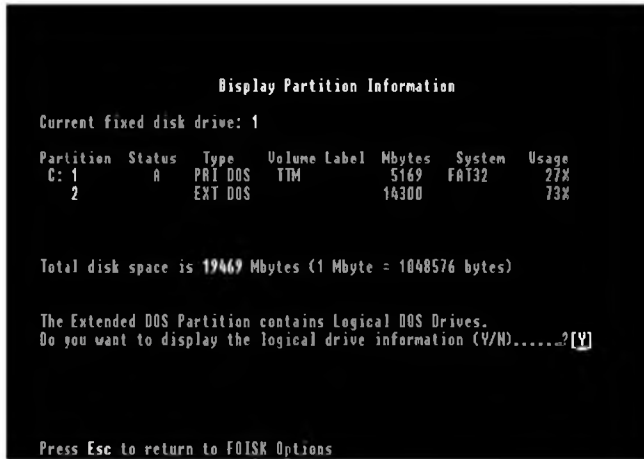 Display Partition Information
Current fixed disk drive: 1
Partition Status Type Volume Label Mbytes System Usage
C: 1 A PRI DOS TTM 5169 FAT32 27%
2 EXT DOS 14300 73%
Total disk space is 19469 Mbytes (1 Mbyte = 1048576 bytes)
The Extended DOS Partition contains Logical DOS Drives.
Do you want to display the logical drive information (Y/N)......?[Y]
Press Esc to return to FDISK Options